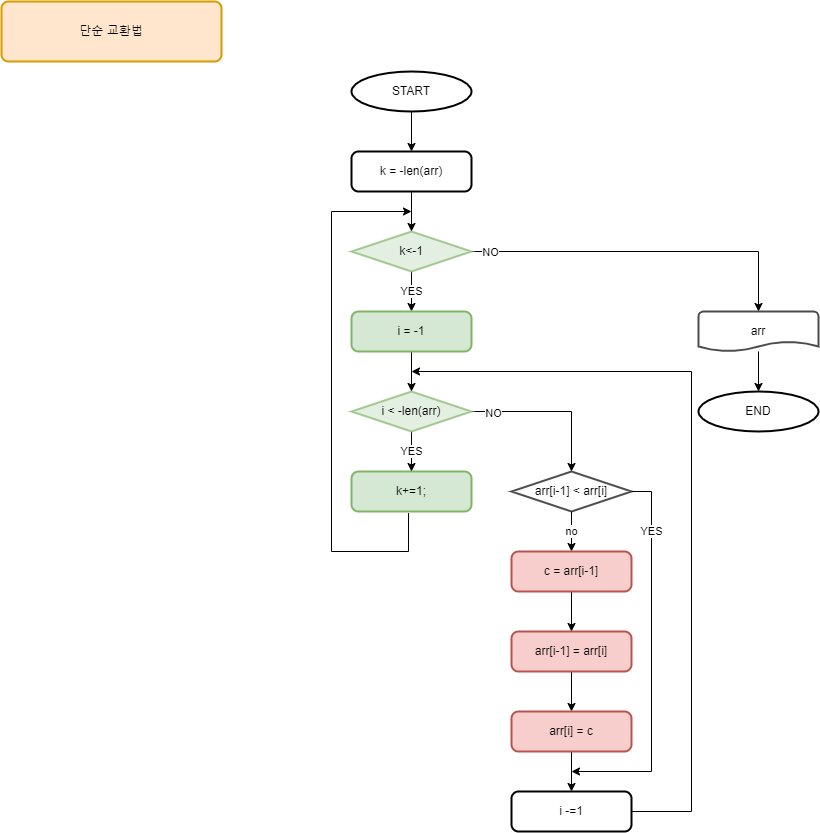 단순 교환법
START
k = -len(arr)
k<-1
NO
YES
i = -1
arr
i < -len(arr)
NO
END
YES
k+=1;
arr[i-1] < arr[i]
no
YES
c = arr[i-1]
arr[i-1] = arr[i]
arr[i] = c
i -=1